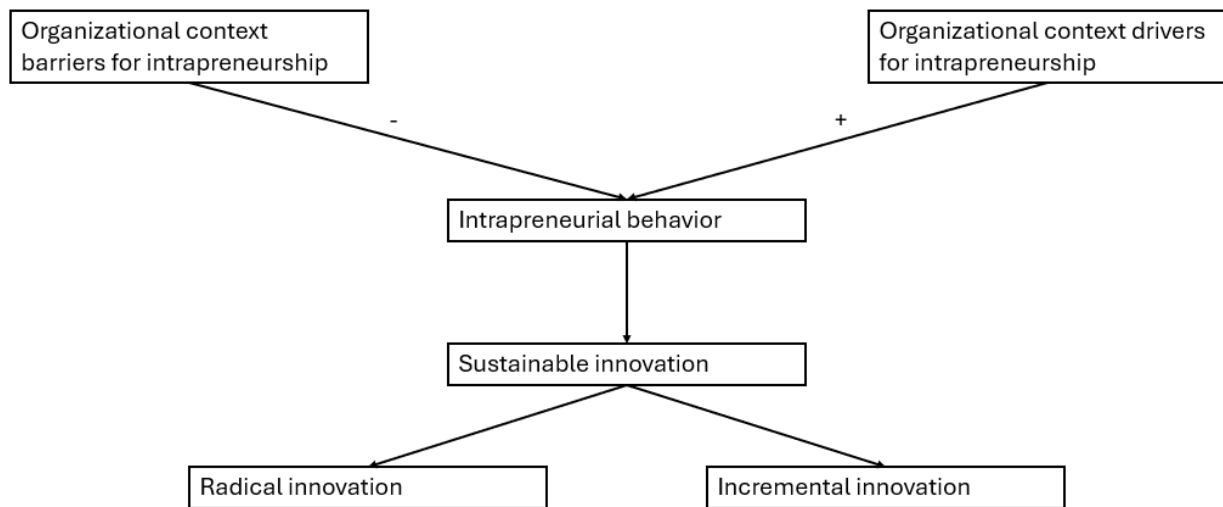 Organizational context
barriers for intrapreneurship
Organizational context drivers
for intrapreneurship
-
+
Intrapreneurial behavior
Sustainable innovation
Radical innovation
Incremental innovation